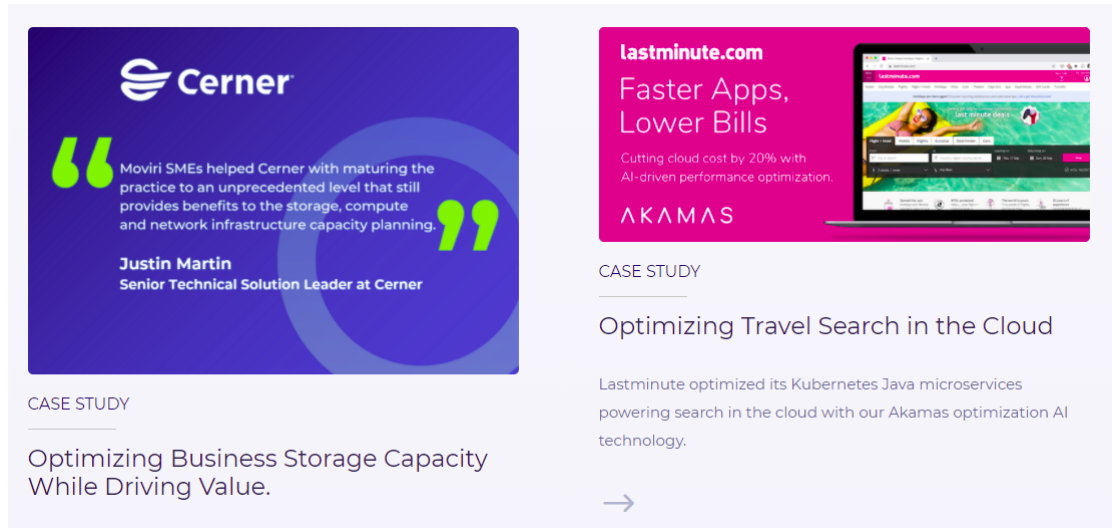 Cerner
Moviri SMEs helped Cerner with maturing the
practice to an unprecedented level that still
provides benefits to the storage, compute
and network infrastructure capacity planning.
Justin Martin
Senior Technical Solution Leader at Cerner
CASE STUDY
Optimizing Business Storage Capacity
While Driving Value.
lastminute.com
Faster Apps,
Lower Bills
Cutting cloud cost by 20% with
AI-driven performance optimization.
AKAMAS
lastminute.com
last minute deals
CASE STUDY
Optimizing Travel Search in the Cloud
Lastminute optimized its Kubernetes Java microservices
powering search in the cloud with our Akamas optimization AI
technology.